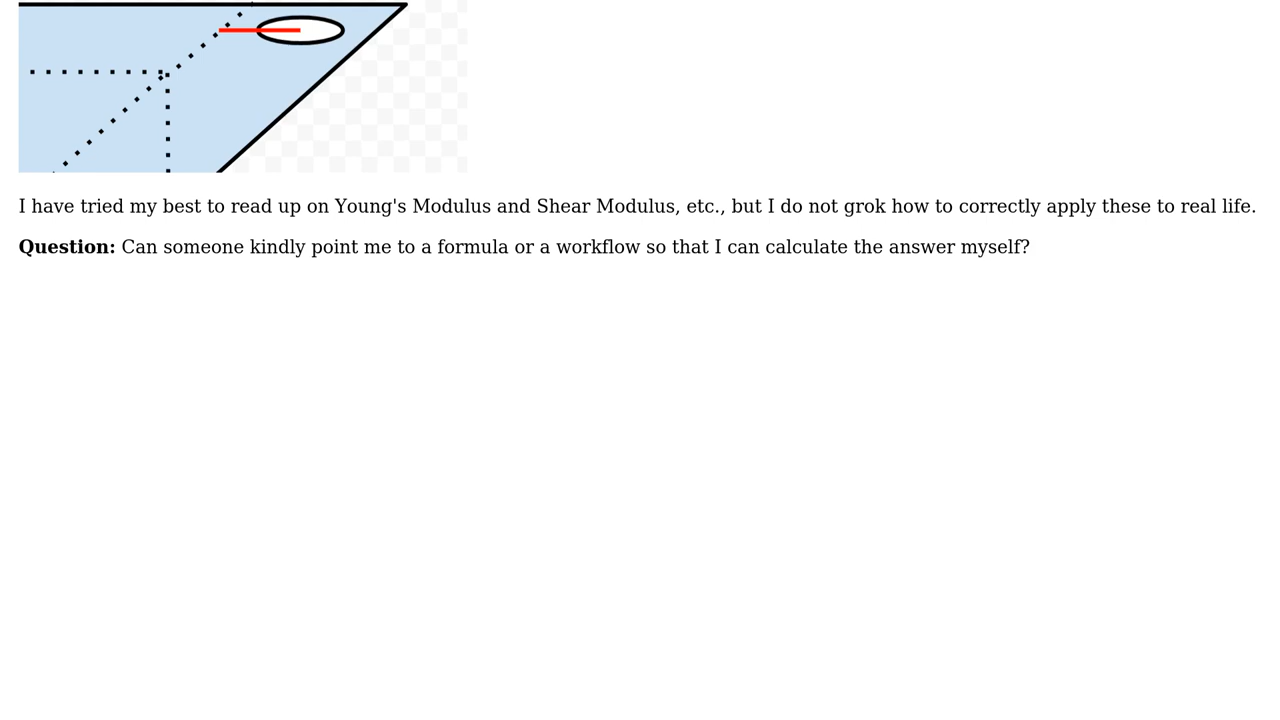 I have tried my best to read up on Young's Modulus and Shear Modulus, etc., but I do not grok how to correctly apply these to real life.
Question: Can someone kindly point me to a formula or a workflow so that I can calculate the answer myself?